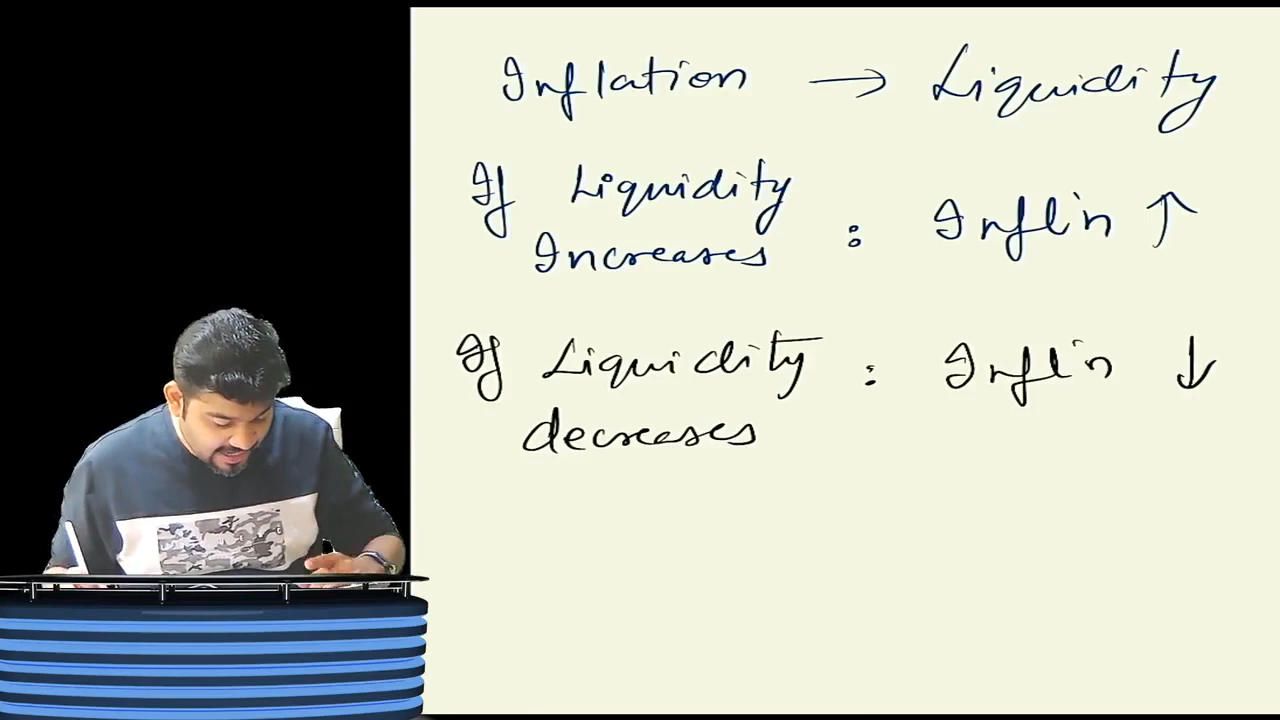 Inflation → Liquidity
If Liquidity Increases : Infl'n ↑
If Liquidity decreases : Infl'n ↓